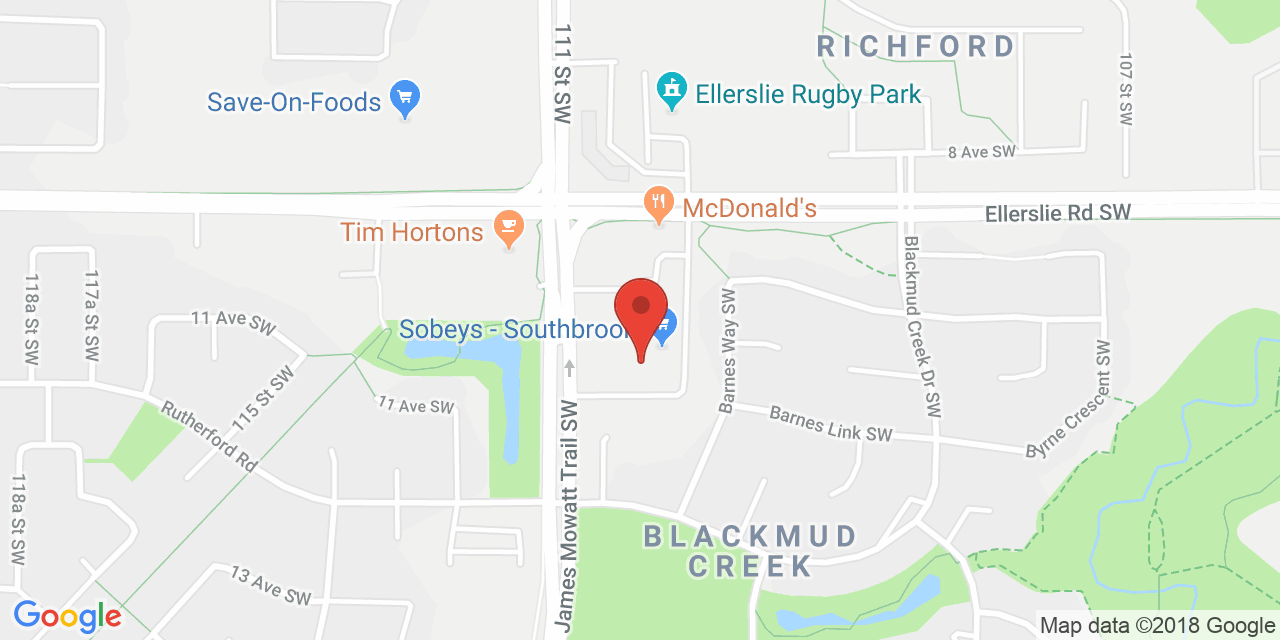 RICHFORD
111 St SW
107 St SW
Save-On-Foods
Ellerslie Rugby Park
8 Ave SW
McDonald's
Ellerslie Rd SW
Tim Hortons
118a St SW
117a St SW
11 Ave SW
Sobeys - Southbrook
Barnes Way SW
Blackmud Creek Dr SW
115 St SW
11 Ave SW
Rutherford Rd
Barnes Link SW
Byrne Crescent SW
118a St SW
James Mowatt Trail SW
BLACKMUD
CREEK
13 Ave SW
Google
Map data ©2018 Google